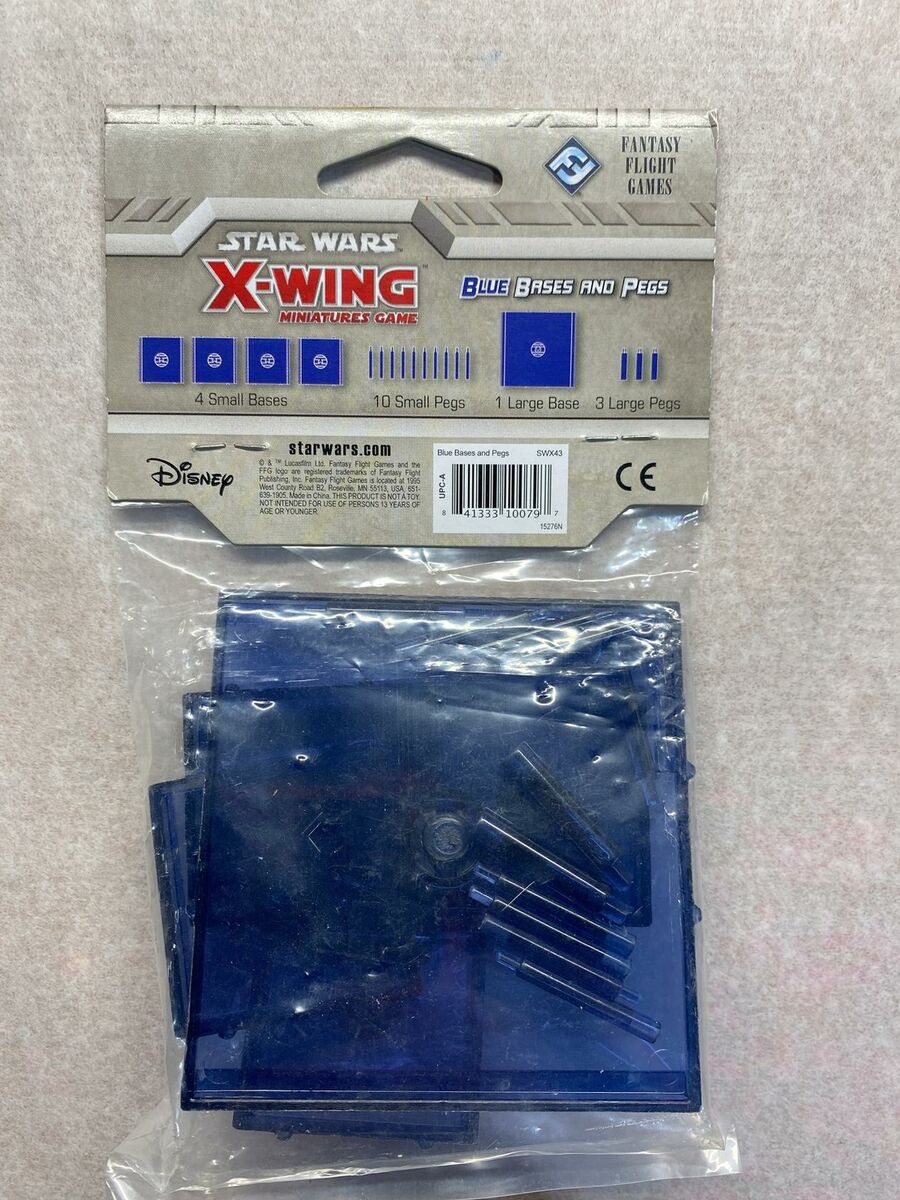 FANTASY
FLIGHT
GAMES
STAR WARS™
X-WING™
MINIATURES GAME
BLUE BASES AND PEGS
4 Small Bases
10 Small Pegs
1 Large Base
3 Large Pegs
DISNEY
starwars.com
© & ™ Lucasfilm Ltd. Fantasy Flight Games and the
FFG logo are registered trademarks of Fantasy Flight
Publishing, Inc. Fantasy Flight Games is located at 1995
West County Road B2, Roseville, MN 55113, USA, 651-
639-1905. Made in China. THIS PRODUCT IS NOT A TOY.
NOT INTENDED FOR USE OF PERSONS 13 YEARS OF
AGE OR YOUNGER.
Blue Bases and Pegs SWX43
UPC-A
8 41333 10079 7
15276N
CE